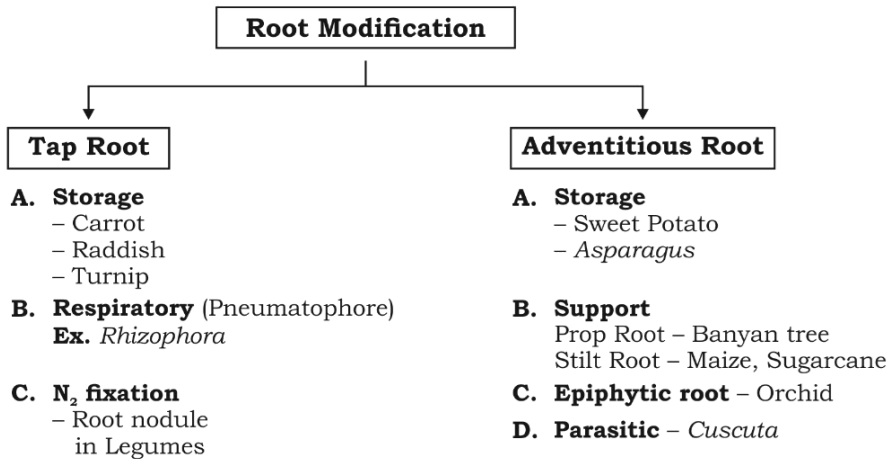 Root Modification
Tap Root
A. Storage
– Carrot
– Raddish
– Turnip
B. Respiratory (Pneumatophore)
Ex. Rhizophora
C. N₂ fixation
– Root nodule
in Legumes
Adventitious Root
A. Storage
– Sweet Potato
– Asparagus
B. Support
Prop Root – Banyan tree
Stilt Root – Maize, Sugarcane
C. Epiphytic root – Orchid
D. Parasitic – Cuscuta